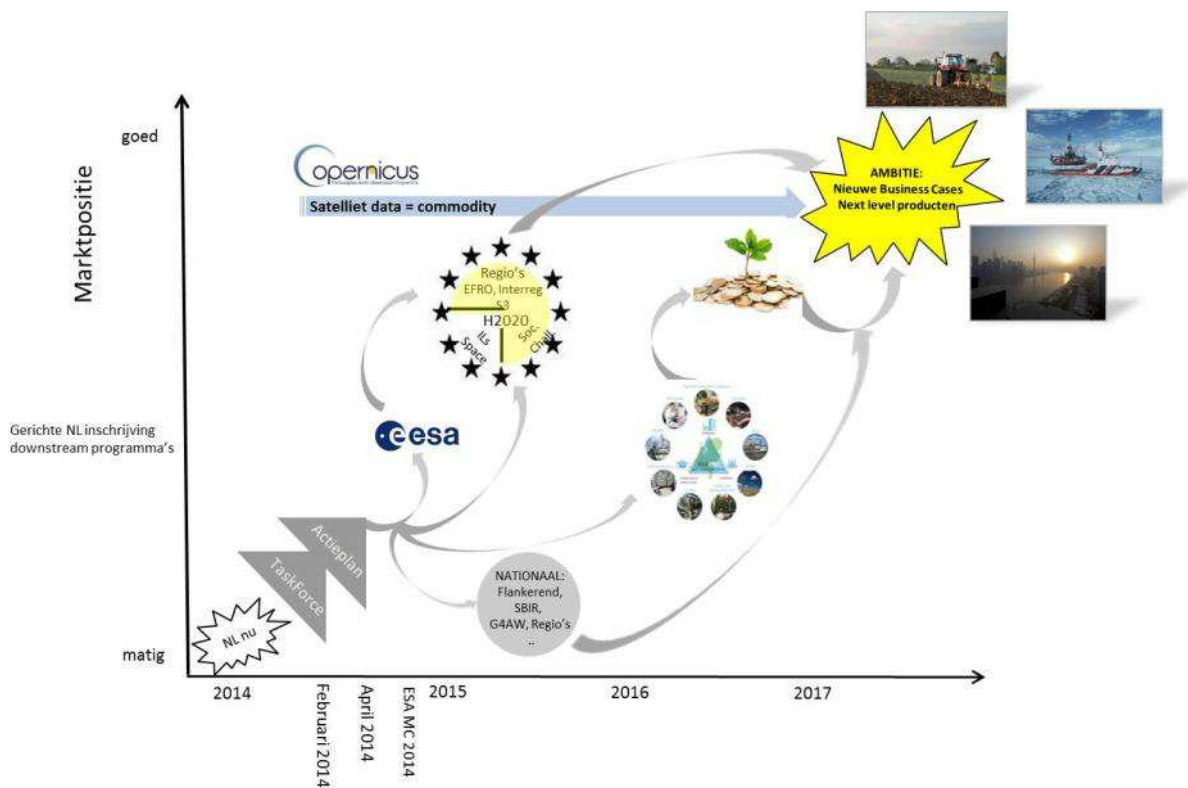 goed
Marktpositie
opernicus
Satelliet data = commodity
AMBITIE:
Nieuwe Business Cases
Next level producten
Regio's
EFRO, Interreg
S3
H2020
ILs
Space
Soc.
Chall
Gerichte NL inschrijving
downstream programma's
esa
Actieplan
TaskForce
NL nu
NATIONAAL:
Flankerend,
SBIR,
G4AW, Regio's
..
matig
2014
2015
2016
2017
Februari 2014
April 2014
ESA MC 2014